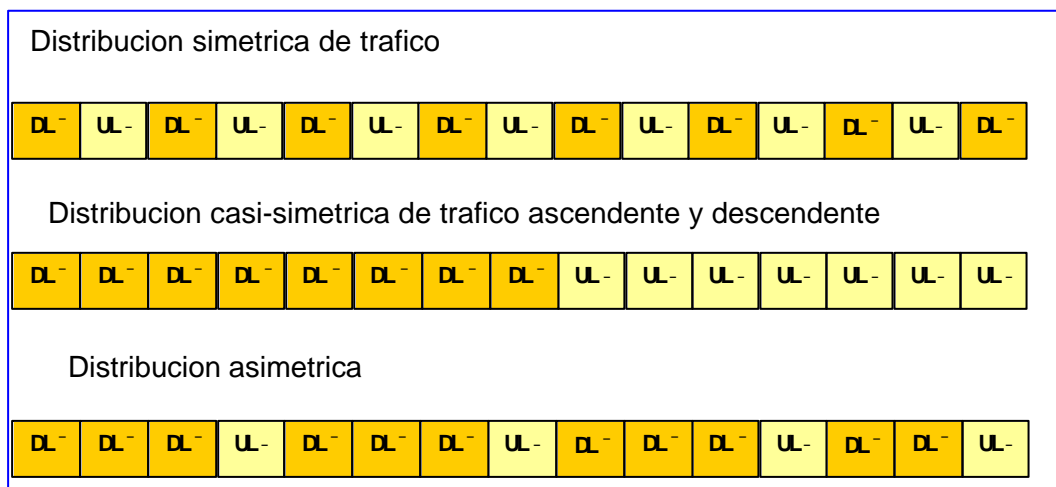 Distribucion simetrica de trafico
DL- UL- DL- UL- DL- UL- DL- UL- DL- UL- DL- UL- DL- UL- DL-
Distribucion casi-simetrica de trafico ascendente y descendente
DL- DL- DL- DL- DL- DL- DL- DL- UL- UL- UL- UL- UL- UL- UL-
Distribucion asimetrica
DL- DL- DL- UL- DL- DL- DL- UL- DL- DL- DL- UL- DL- DL- UL-